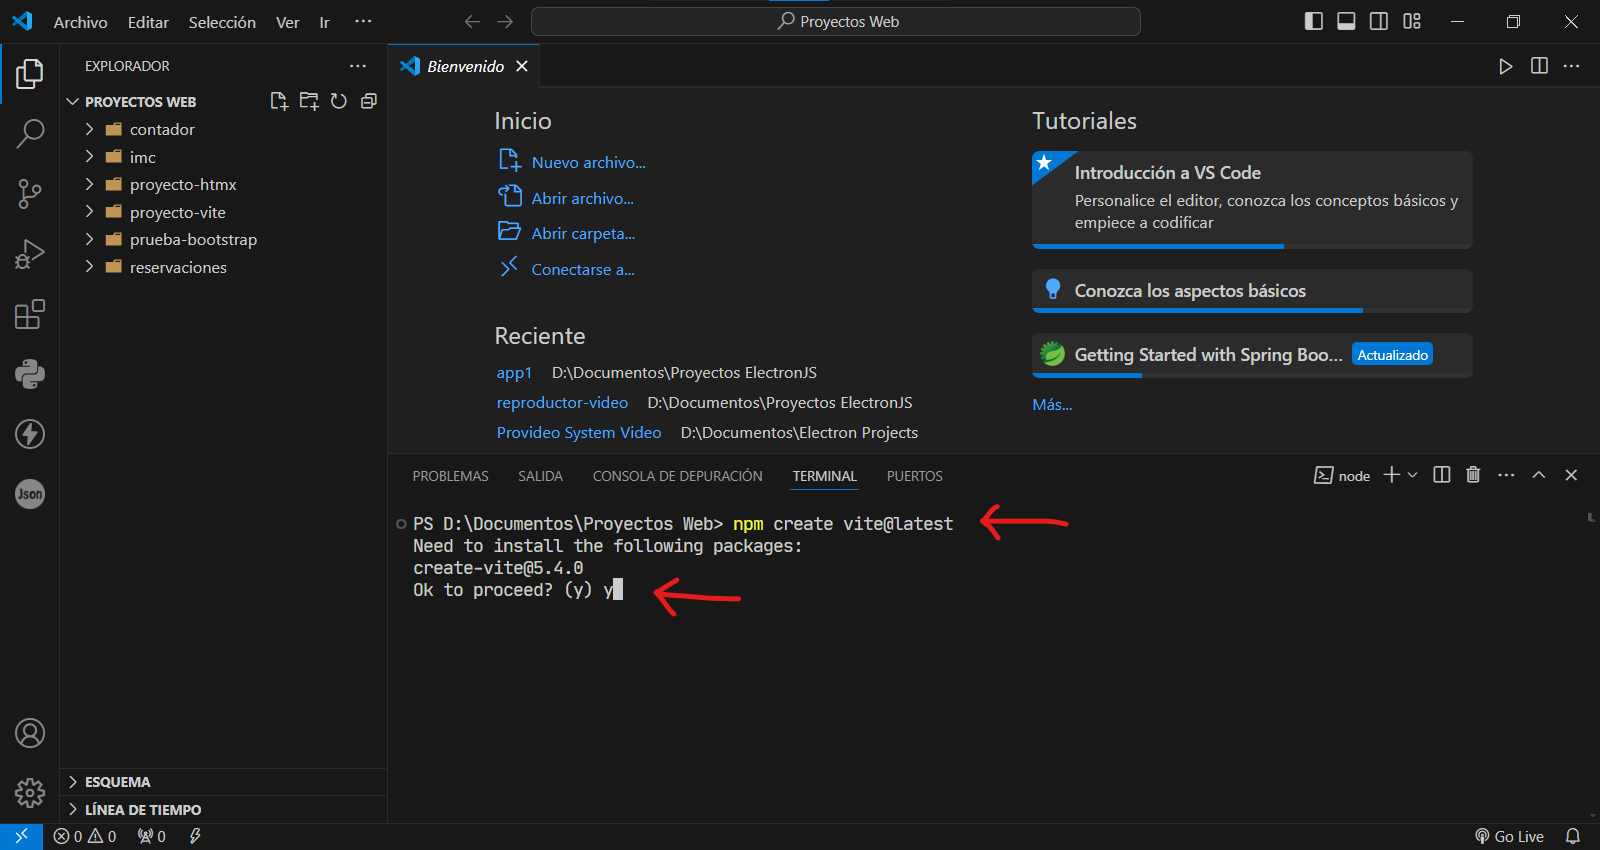 Archivo Editar Selección Ver Ir ···
Proyectos Web
EXPLORADOR
PROYECTOS WEB
contador
imc
proyecto-htmx
proyecto-vite
prueba-bootstrap
reservaciones
ESQUEMA
LÍNEA DE TIEMPO
Bienvenido
Inicio
Nuevo archivo...
Abrir archivo...
Abrir carpeta...
Conectarse a...
Reciente
app1 D:\Documentos\Proyectos ElectronJS
reproductor-video D:\Documentos\Proyectos ElectronJS
Provideo System Video D:\Documentos\Electron Projects
Tutoriales
Introducción a VS Code
Personalice el editor, conozca los conceptos básicos y
empiece a codificar
Conozca los aspectos básicos
Getting Started with Spring Boo... Actualizado
Más...
PROBLEMAS SALIDA CONSOLA DE DEPURACIÓN TERMINAL PUERTOS
node
PS D:\Documentos\Proyectos Web> npm create vite@latest
Need to install the following packages:
create-vite@5.4.0
Ok to proceed? (y) y
Json
0 0 0
Go Live